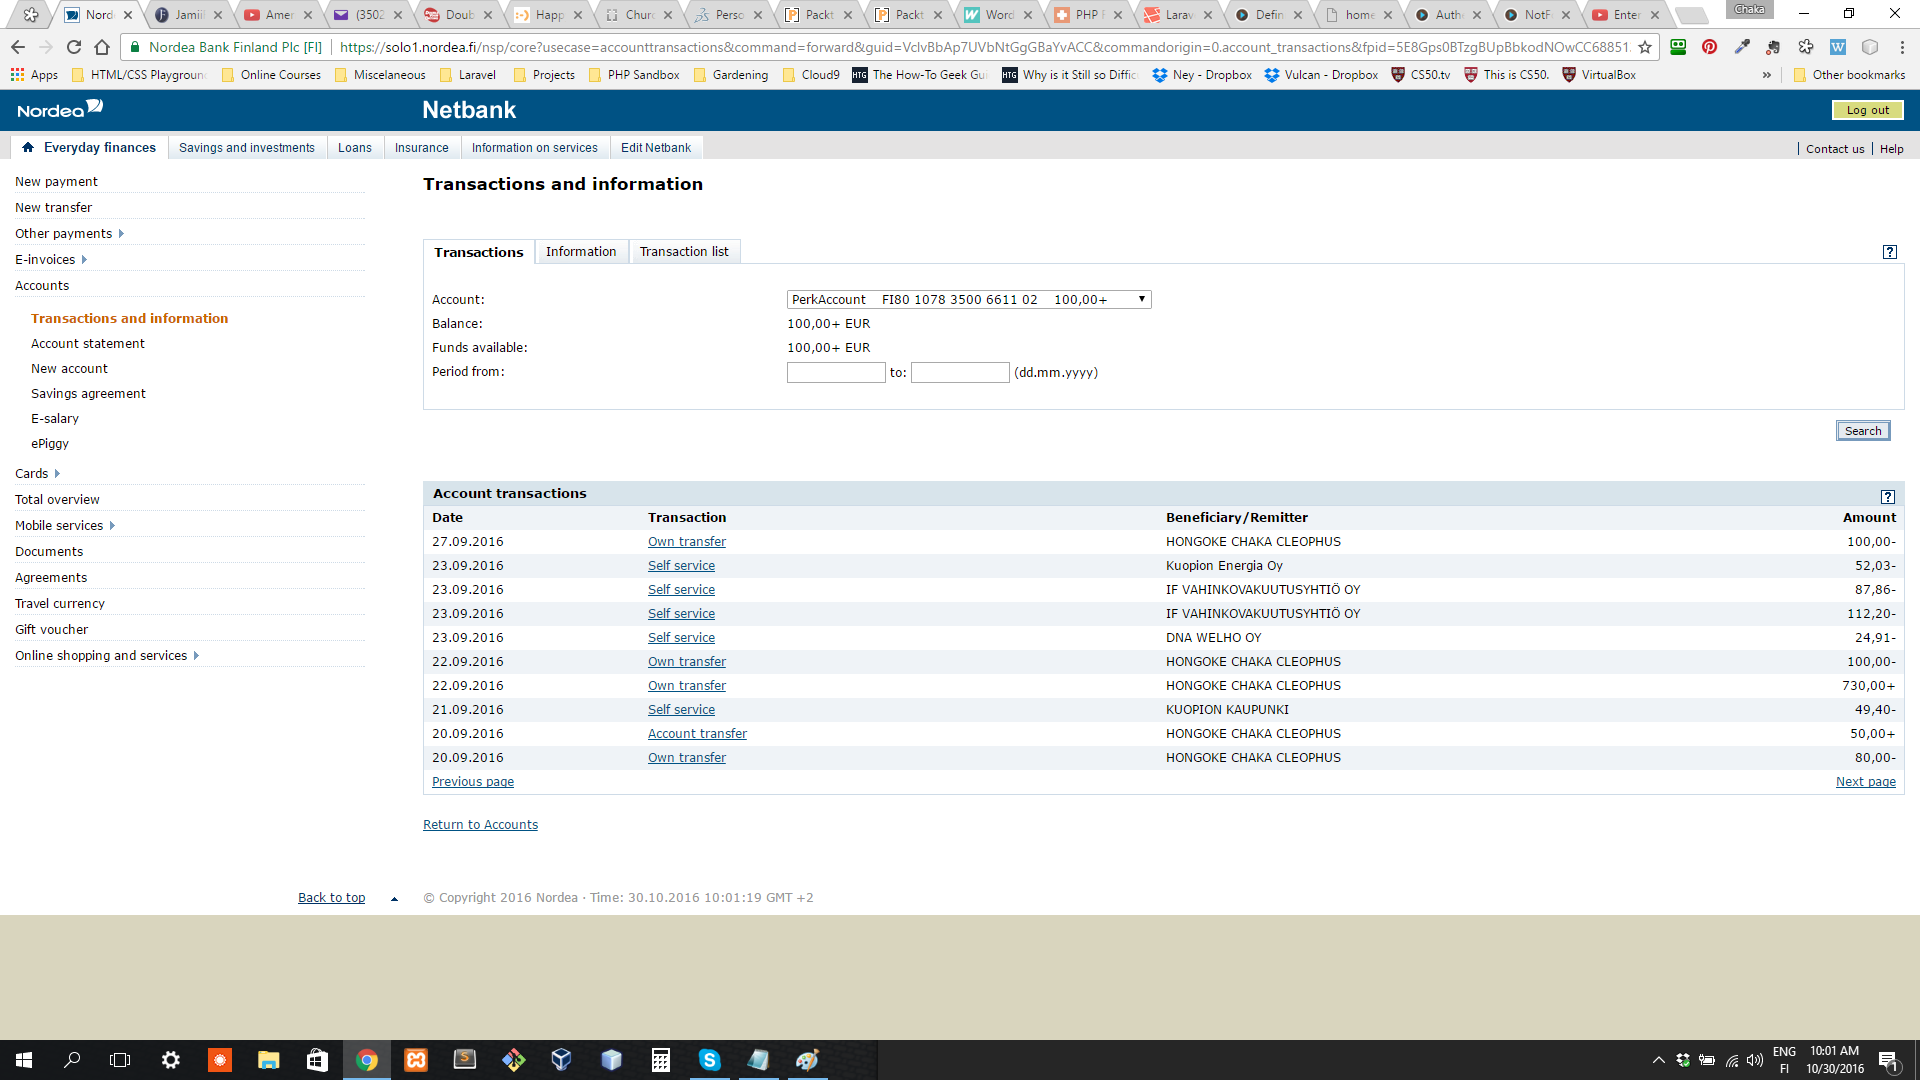 Chaka
Nord Jamii Amer (3502 Doub Happ Churc Perso Packt Packt Word PHP F Larav Defin home Auth NotF Enter
Nordea Bank Finland Plc [FI] https://solo1.nordea.fi/nsp/core?usecase=accounttransactions&command=forward&guid=
Apps HTML/CSS Playground Online Courses Miscelaneous Laravel Projects PHP Sandbox Gardening Cloud9 The How-To Geek Gui Why is it Still so Diffic Ney - Dropbox Vulcan - Dropbox CS50.tv This is CS50. VirtualBox » Other bookmarks
Nordea Netbank Log out
Everyday finances Savings and investments Loans Insurance Information on services Edit Netbank Contact us Help
New payment
New transfer
Other payments
E-invoices
Accounts
Transactions and information
Account statement
New account
Savings agreement
E-salary
ePiggy
Cards
Total overview
Mobile services
Documents
Agreements
Travel currency
Gift voucher
Online shopping and services
Transactions and information
Transactions Information Transaction list ?
Account: PerkAccount FI80 1078 3500 6611 02 100,00+
Balance: 100,00+ EUR
Funds available: 100,00+ EUR
Period from: to: (dd.mm.yyyy)
Search
Account transactions ?
Date Transaction Beneficiary/Remitter Amount
27.09.2016 Own transfer HONGOKE CHAKA CLEOPHUS 100,00-
23.09.2016 Self service Kuopion Energia Oy 52,03-
23.09.2016 Self service IF VAHINKOVAKUUTUSYHTIÖ OY 87,86-
23.09.2016 Self service IF VAHINKOVAKUUTUSYHTIÖ OY 112,20-
23.09.2016 Self service DNA WELHO OY 24,91-
22.09.2016 Own transfer HONGOKE CHAKA CLEOPHUS 100,00-
22.09.2016 Own transfer HONGOKE CHAKA CLEOPHUS 730,00+
21.09.2016 Self service KUOPION KAUPUNKI 49,40-
20.09.2016 Account transfer HONGOKE CHAKA CLEOPHUS 50,00+
20.09.2016 Own transfer HONGOKE CHAKA CLEOPHUS 80,00-
Previous page Next page
Return to Accounts
Back to top © Copyright 2016 Nordea · Time: 30.10.2016 10:01:19 GMT +2
ENG 10:01 AM
FI 10/30/2016 1